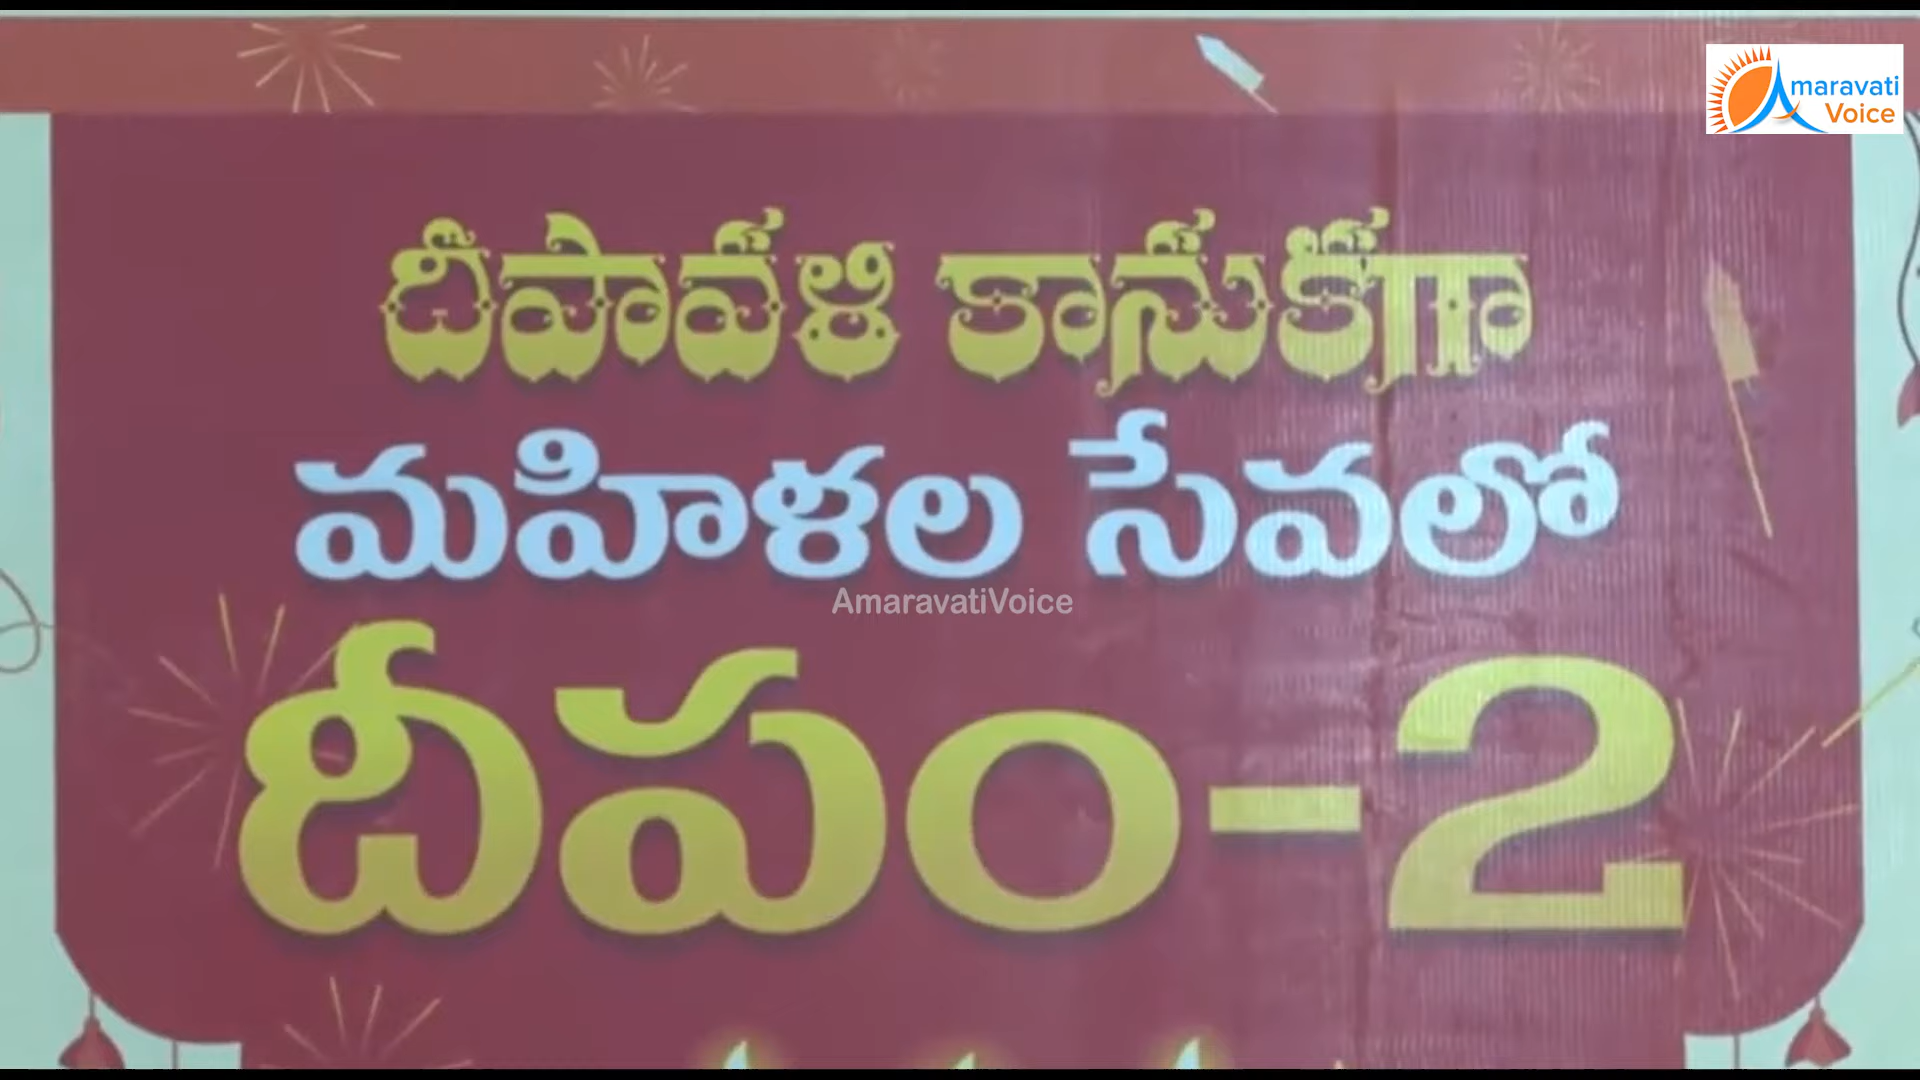 Amaravati
Voice
దీపావళి కానుకగా
మహిళల సేవలో
AmaravatiVoice
దీపం-2